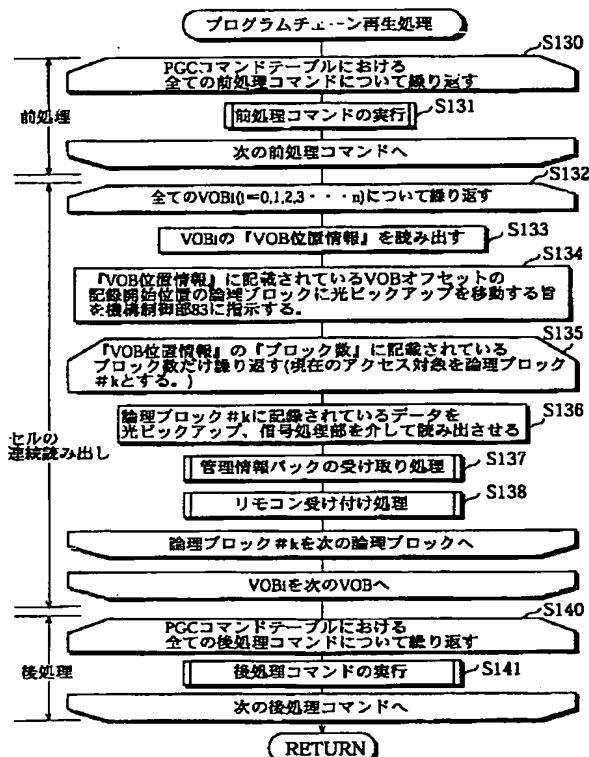 プログラムチェーン再生処理
S130
PGCコマンドテーブルにおける
全ての前処理コマンドについて繰り返す
前処理
前処理コマンドの実行
S131
次の前処理コマンドへ
S132
全てのVOBi(i=0,1,2,3・・・n)について繰り返す
VOBiの『VOB位置情報』を読み出す
S133
S134
『VOB位置情報』に記載されているVOBオフセットの
記録開始位置の論理ブロックに光ピックアップを移動する旨
を機構制御部83に指示する。
S135
『VOB位置情報』の『ブロック数』に記載されている
ブロック数だけ繰り返す(現在のアクセス対象を論理ブロック
#kとする。)
論理ブロック#kに記録されているデータを
光ピックアップ、信号処理部を介して読み出させる
S136
セルの
連続読み出し
管理情報パックの受け取り処理
S137
リモコン受け付け処理
S138
論理ブロック#kを次の論理ブロックへ
VOBiを次のVOBへ
S140
PGCコマンドテーブルにおける
全ての後処理コマンドについて繰り返す
後処理
後処理コマンドの実行
S141
次の後処理コマンドへ
RETURN